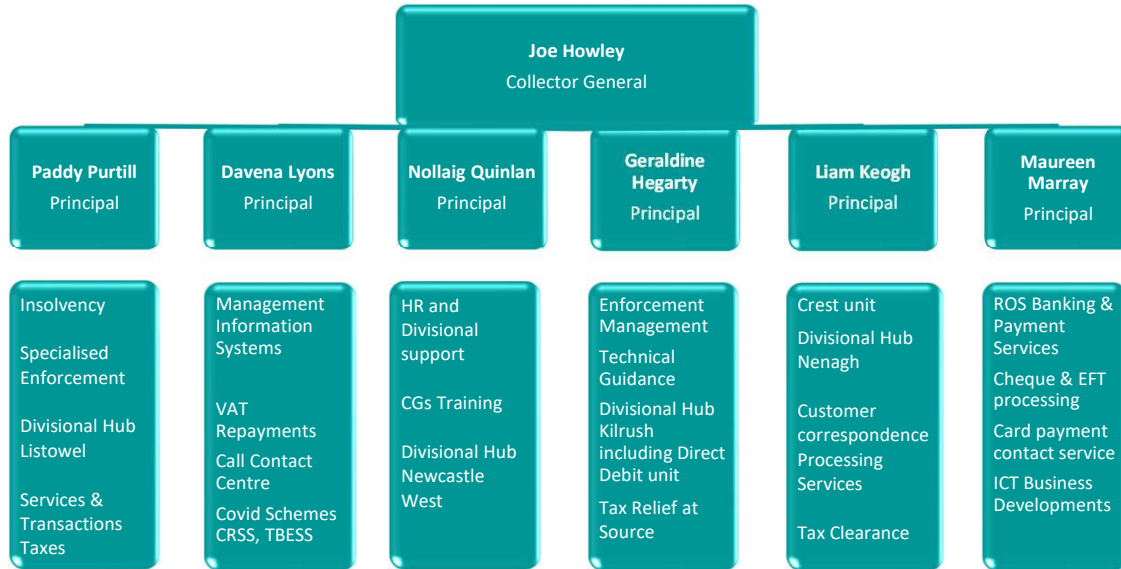 Joe Howley
Collector General
Paddy Purtill
Principal
Davena Lyons
Principal
Nollaig Quinlan
Principal
Geraldine
Hegarty
Principal
Liam Keogh
Principal
Maureen
Marray
Principal
Insolvency
Specialised
Enforcement
Divisional Hub
Listowel
Services &
Transactions
Taxes
Management
Information
Systems
VAT
Repayments
Call Contact
Centre
Covid Schemes
CRSS, TBESS
HR and
Divisional
support
CGs Training
Divisional Hub
Newcastle
West
Enforcement
Management
Technical
Guidance
Divisional Hub
Kilrush
including Direct
Debit unit
Tax Relief at
Source
Crest unit
Divisional Hub
Nenagh
Customer
correspondence
Processing
Services
Tax Clearance
ROS Banking &
Payment
Services
Cheque & EFT
processing
Card payment
contact service
ICT Business
Developments